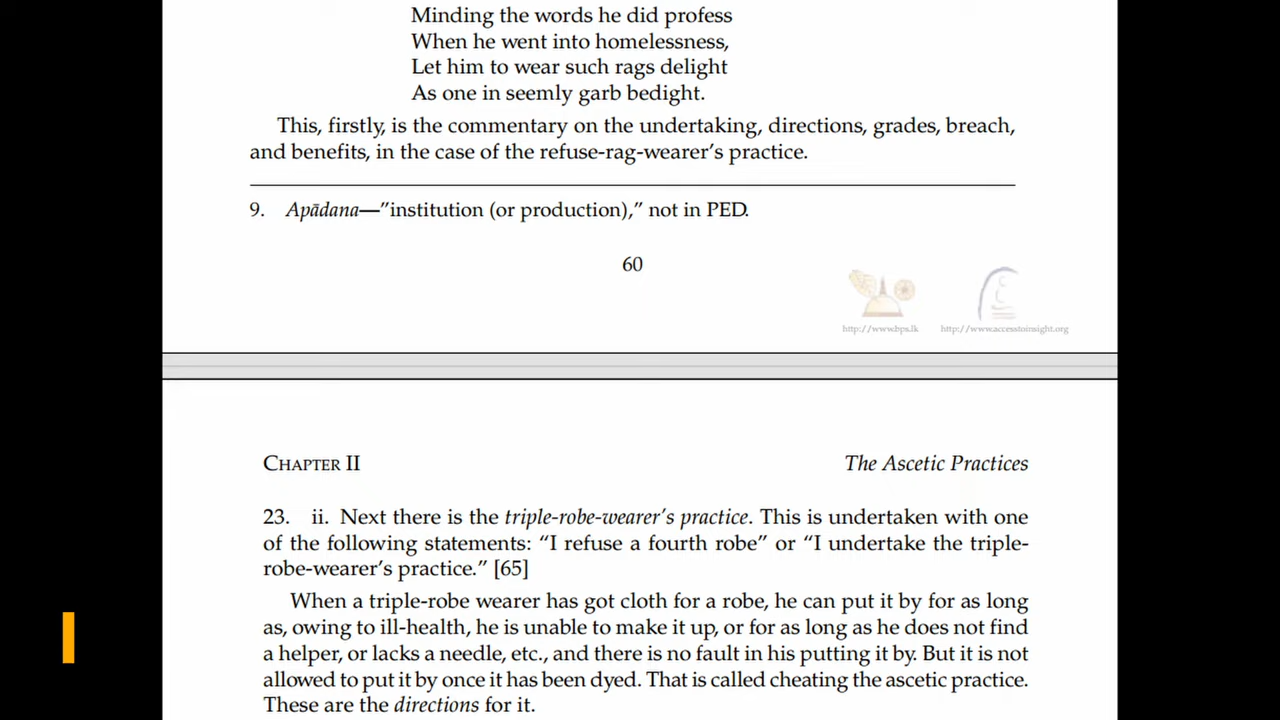 Minding the words he did profess
When he went into homelessness,
Let him to wear such rags delight
As one in seemly garb bedight.
This, firstly, is the commentary on the undertaking, directions, grades, breach,
and benefits, in the case of the refuse-rag-wearer's practice.
9. Apādana—"institution (or production)," not in PED.
60
http://www.bps.lk http://www.accesstoinsight.org
CHAPTER II The Ascetic Practices
23. ii. Next there is the triple-robe-wearer's practice. This is undertaken with one
of the following statements: “I refuse a fourth robe” or “I undertake the triple-
robe-wearer's practice.” [65]
When a triple-robe wearer has got cloth for a robe, he can put it by for as long
as, owing to ill-health, he is unable to make it up, or for as long as he does not find
a helper, or lacks a needle, etc., and there is no fault in his putting it by. But it is not
allowed to put it by once it has been dyed. That is called cheating the ascetic practice.
These are the directions for it.